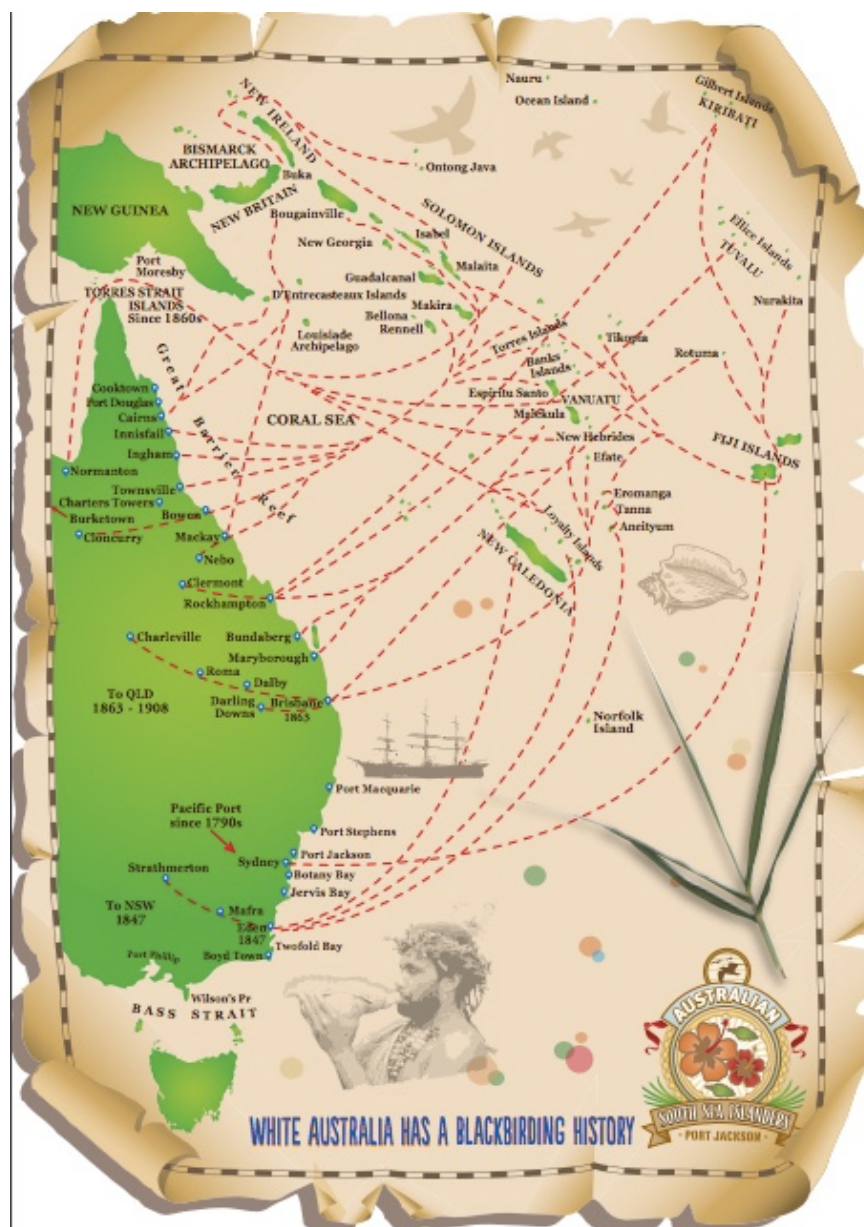 Nauru
Ocean Island
Gilbert Islands
KIRIBATI
NEW IRELAND
BISMARCK
ARCHIPELAGO
Buka
Ontong Java
NEW GUINEA
NEW BRITAIN
Bougainville
SOLOMON ISLANDS
Isabel
New Georgia
Malaita
Ellice Islands
TUVALU
Port
Moresby
Guadalcanal
TORRES STRAIT
ISLANDS
Since 1860s
D'Entrecasteaux Islands
Makira
Bellona
Rennell
Nurakita
Louisiade
Archipelago
Torres Islands
Tikopia
Banks
Islands
Rotuma
Great Barrier Reef
Cooktown
Port Douglas
Cairns
Innisfail
Ingham
Espiritu Santo
VANUATU
Malekula
CORAL SEA
New Hebrides
Efate
FIJI ISLANDS
Normanton
Townsville
Charters Towers
Burketown
Bowen
Cloncurry
Mackay
Nebo
Eromanga
Tanna
Aneityum
Loyalty Islands
NEW CALEDONIA
Clermont
Rockhampton
Charleville
Bundaberg
Maryborough
Roma
Dalby
To QLD
1863 - 1908
Darling
Downs
Brisbane
1863
Norfolk
Island
Port Macquarie
Pacific Port
since 1790s
Port Stephens
Port Jackson
Sydney
Strathmerton
Botany Bay
Jervis Bay
To NSW
1847
Mafra
Eden
1847
Twofold Bay
Boyd Town
Port Phillip
Wilson's Pr
BASS STRAIT
AUSTRALIAN
SOUTH SEA ISLANDERS
- PORT JACKSON -
WHITE AUSTRALIA HAS A BLACKBIRDING HISTORY